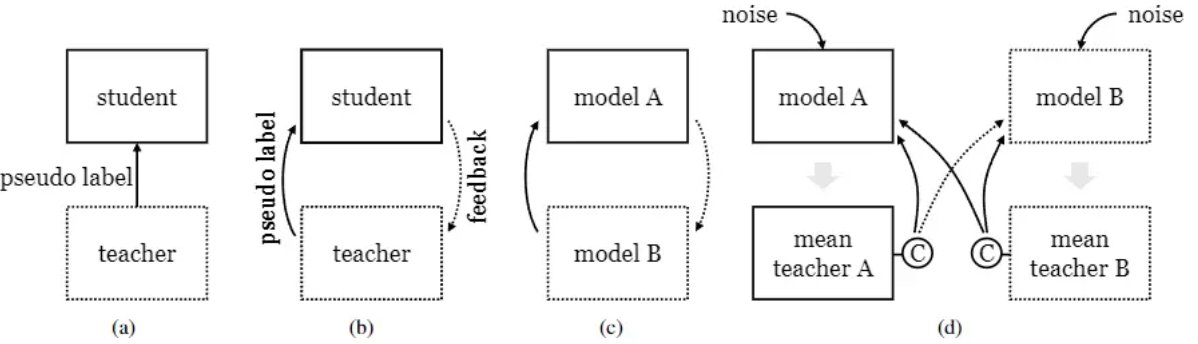 student
pseudo label
teacher
(a)
student
pseudo label
feedback
teacher
(b)
model A
model B
(c)
noise
noise
model A
model B
mean
teacher A
C
C
mean
teacher B
(d)